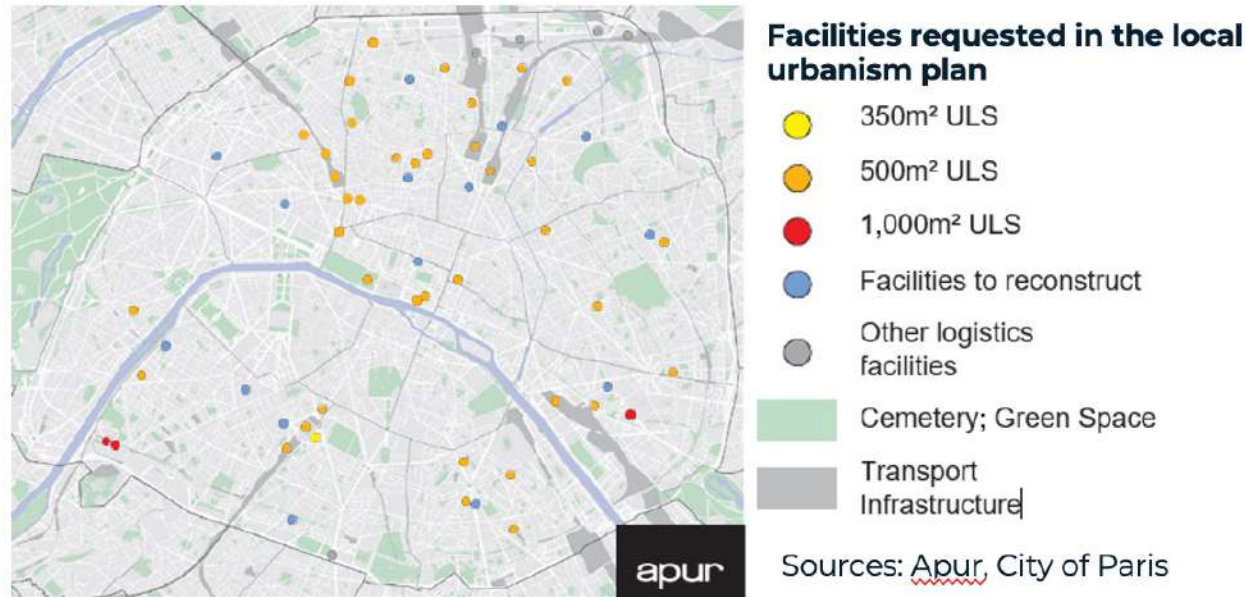 Facilities requested in the local
urbanism plan
350m² ULS
500m² ULS
1,000m² ULS
Facilities to reconstruct
Other logistics
facilities
Cemetery; Green Space
Transport
Infrastructure
apur
Sources: Apur, City of Paris